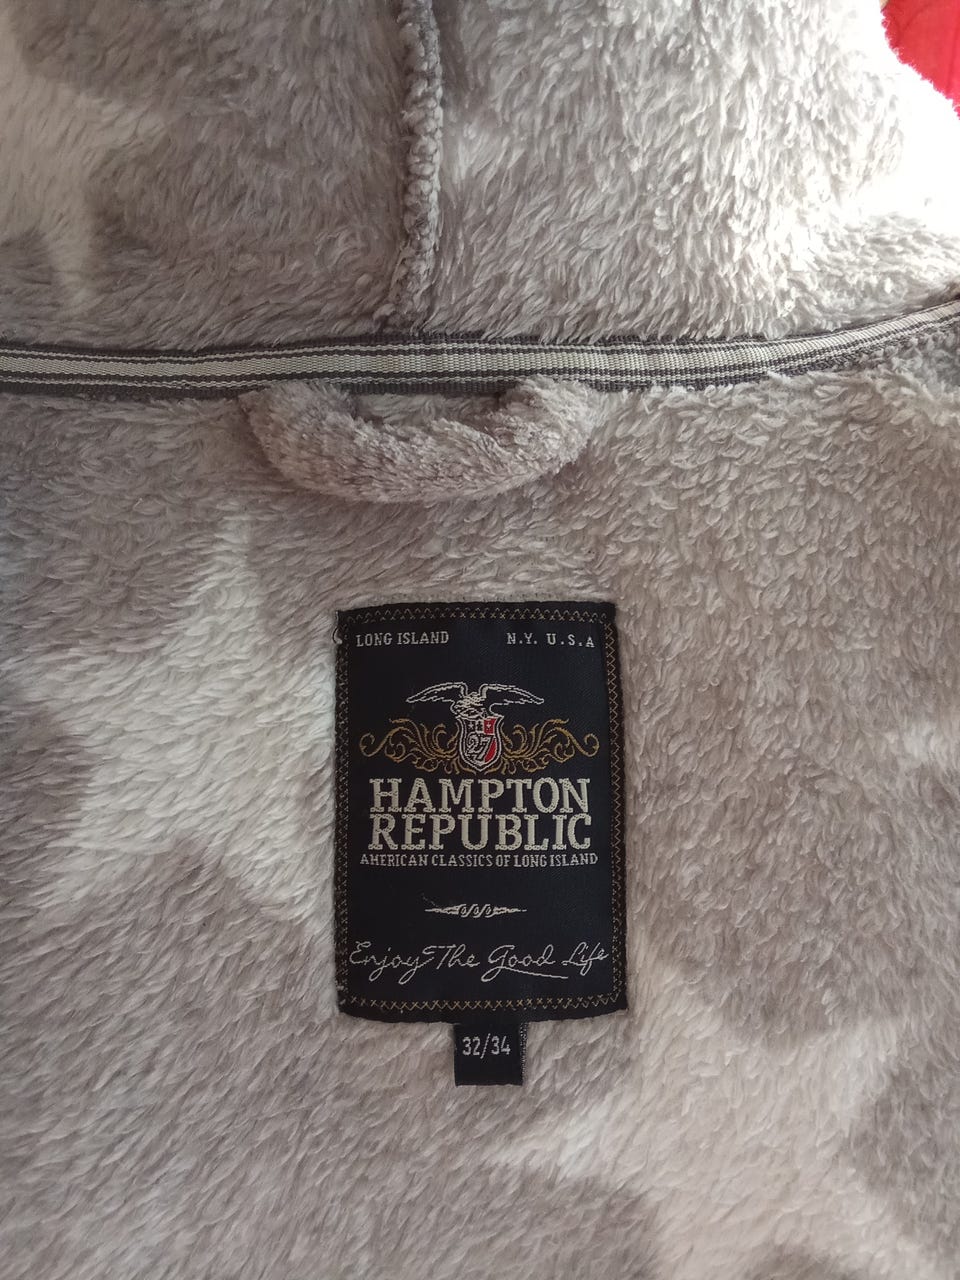 LONG ISLAND N.Y. U.S.A
27
HAMPTON
REPUBLIC
AMERICAN CLASSICS OF LONG ISLAND
Enjoy The Good Life
32/34